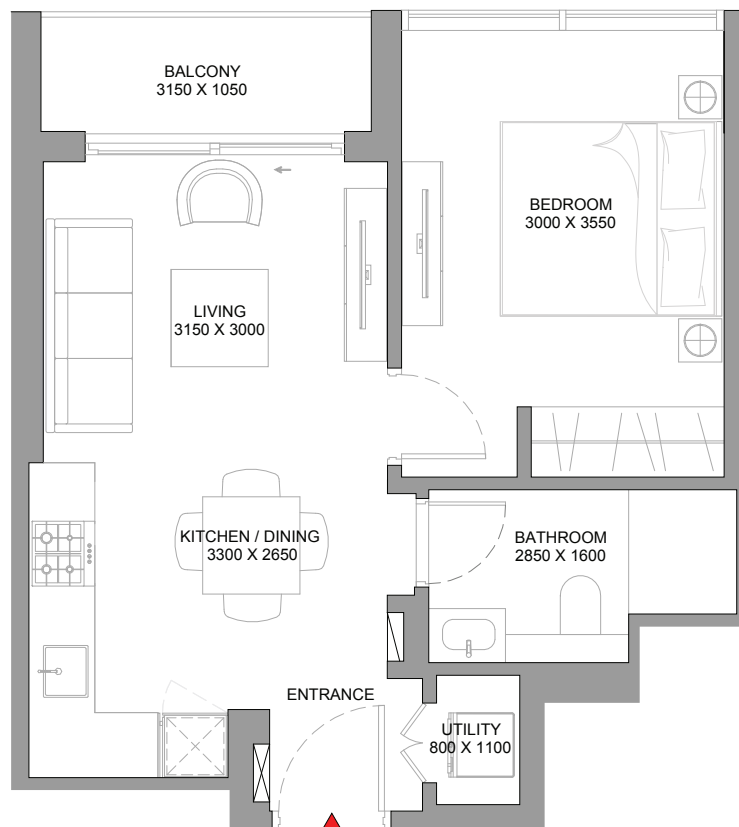 BALCONY
3150 X 1050
BEDROOM
3000 X 3550
LIVING
3150 X 3000
KITCHEN / DINING
3300 X 2650
BATHROOM
2850 X 1600
ENTRANCE
UTILITY
800 X 1100